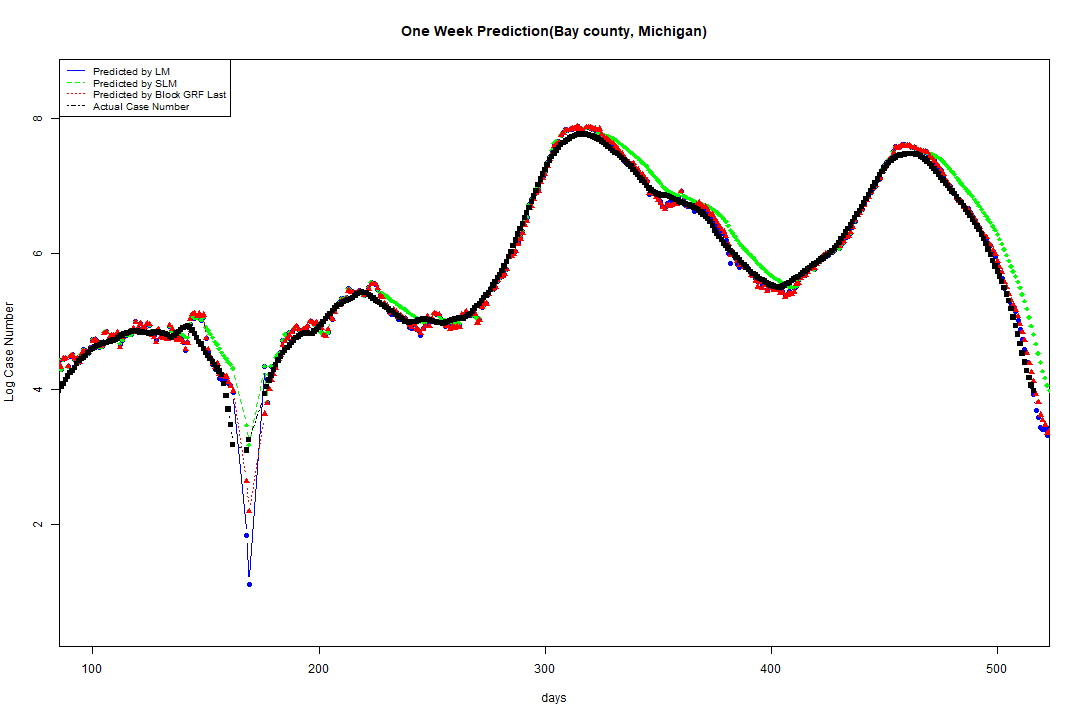 One Week Prediction(Bay county, Michigan)
Predicted by LM
Predicted by SLM
Predicted by Block GRF Last
Actual Case Number
Log Case Number
8
6
4
2
100 200 300 400 500
days